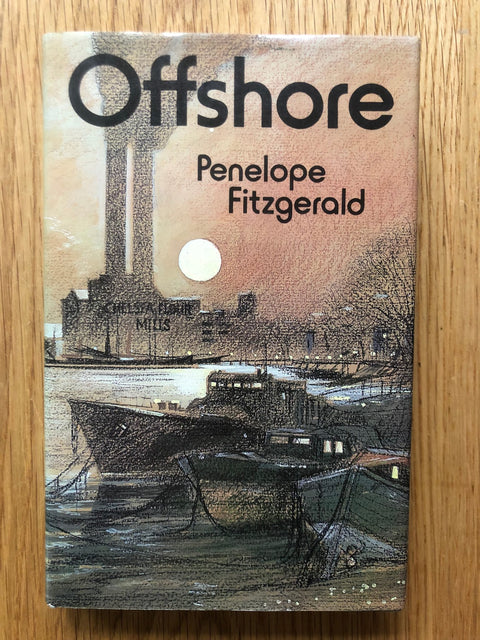 Offshore
Penelope
Fitzgerald
CHELSEA FLOUR
MILLS